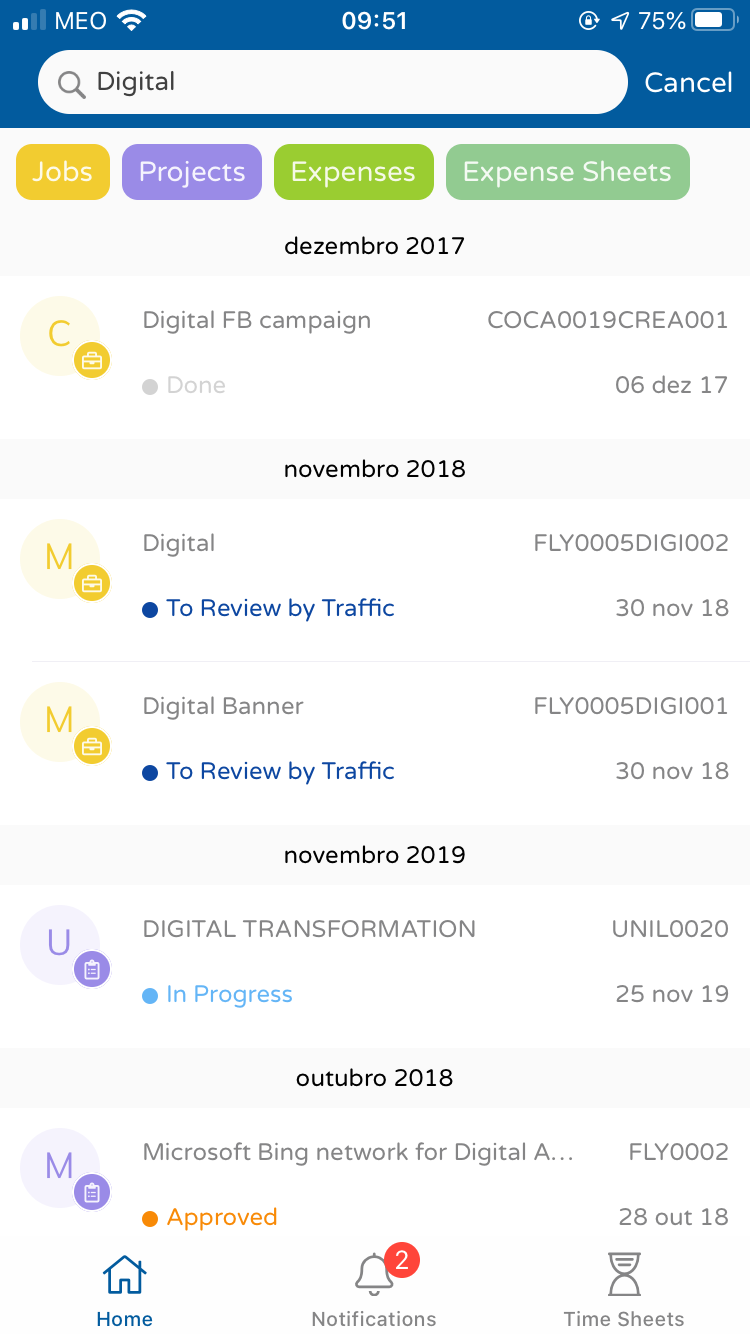 MEO 09:51 75%
Digital Cancel
Jobs Projects Expenses Expense Sheets
dezembro 2017
C Digital FB campaign COCA0019CREA001
Done 06 dez 17
novembro 2018
M Digital FLY0005DIGI002
To Review by Traffic 30 nov 18
M Digital Banner FLY0005DIGI001
To Review by Traffic 30 nov 18
novembro 2019
U DIGITAL TRANSFORMATION UNIL0020
In Progress 25 nov 19
outubro 2018
M Microsoft Bing network for Digital A... FLY0002
Approved 28 out 18
2
Home Notifications Time Sheets